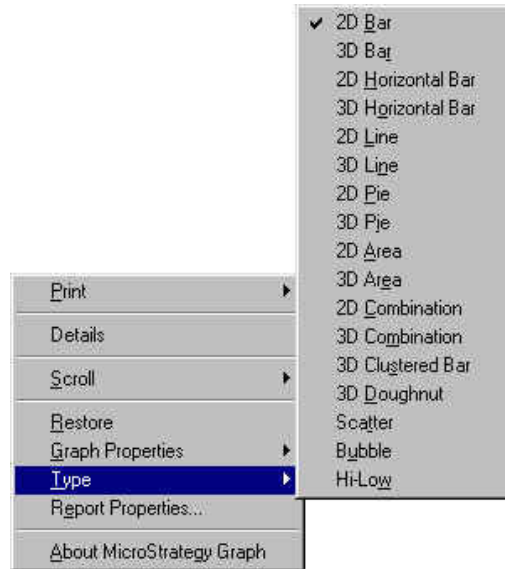 2D Bar
3D Bar
2D Horizontal Bar
3D Horizontal Bar
2D Line
3D Line
2D Pie
3D Pie
2D Area
3D Area
2D Combination
3D Combination
3D Clustered Bar
3D Doughnut
Scatter
Bubble
Hi-Low
Print
Details
Scroll
Restore
Graph Properties
Type
Report Properties...
About MicroStrategy Graph